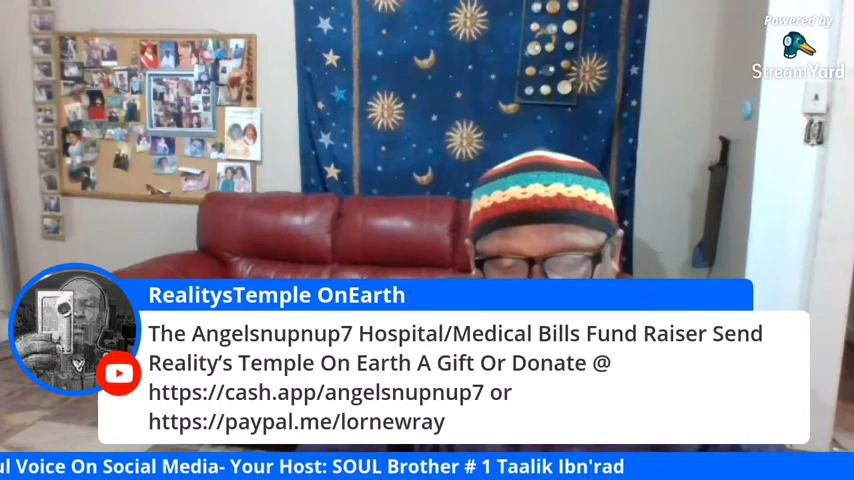 Powered by
StreamYard
RealitysTemple OnEarth
The Angelsnupnup7 Hospital/Medical Bills Fund Raiser Send
Reality's Temple On Earth A Gift Or Donate @
https://cash.app/angelsnupnup7 or
https://paypal.me/lornewray
Voice On Social Media- Your Host: SOUL Brother # 1 Taalik Ibn'rad